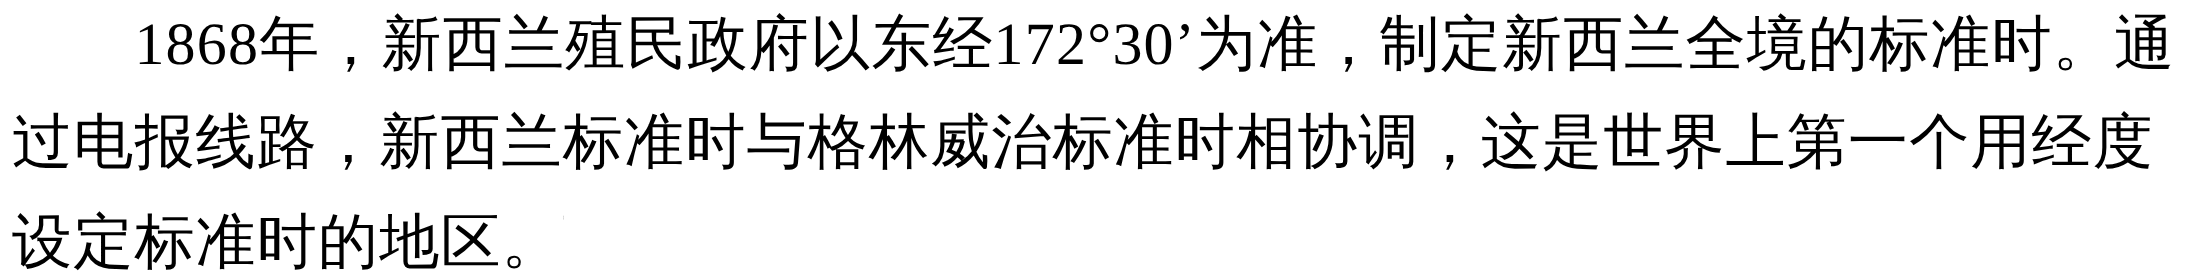 1868年，新西兰殖民政府以东经172°30’为准，制定新西兰全境的标准时。通
过电报线路，新西兰标准时与格林威治标准时相协调，这是世界上第一个用经度
设定标准时的地区。